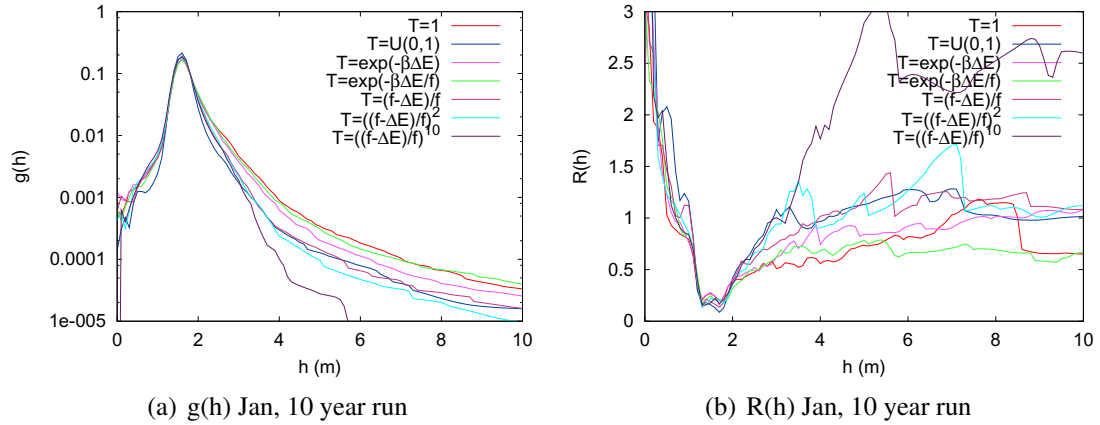 1
0.1
0.01
0.001
0.0001
1e-005
g(h)
0 2 4 6 8 10
h (m)
T=1
T=U(0,1)
T=exp(-βΔE)
T=exp(-βΔE/f)
T=(f-ΔE)/f
T=((f-ΔE)/f)²
T=((f-ΔE)/f)¹⁰
(a) g(h) Jan, 10 year run
3
2.5
2
1.5
1
0.5
0
R(h)
0 2 4 6 8 10
h (m)
T=1
T=U(0,1)
T=exp(-βΔE)
T=exp(-βΔE/f)
T=(f-ΔE)/f
T=((f-ΔE)/f)²
T=((f-ΔE)/f)¹⁰
(b) R(h) Jan, 10 year run